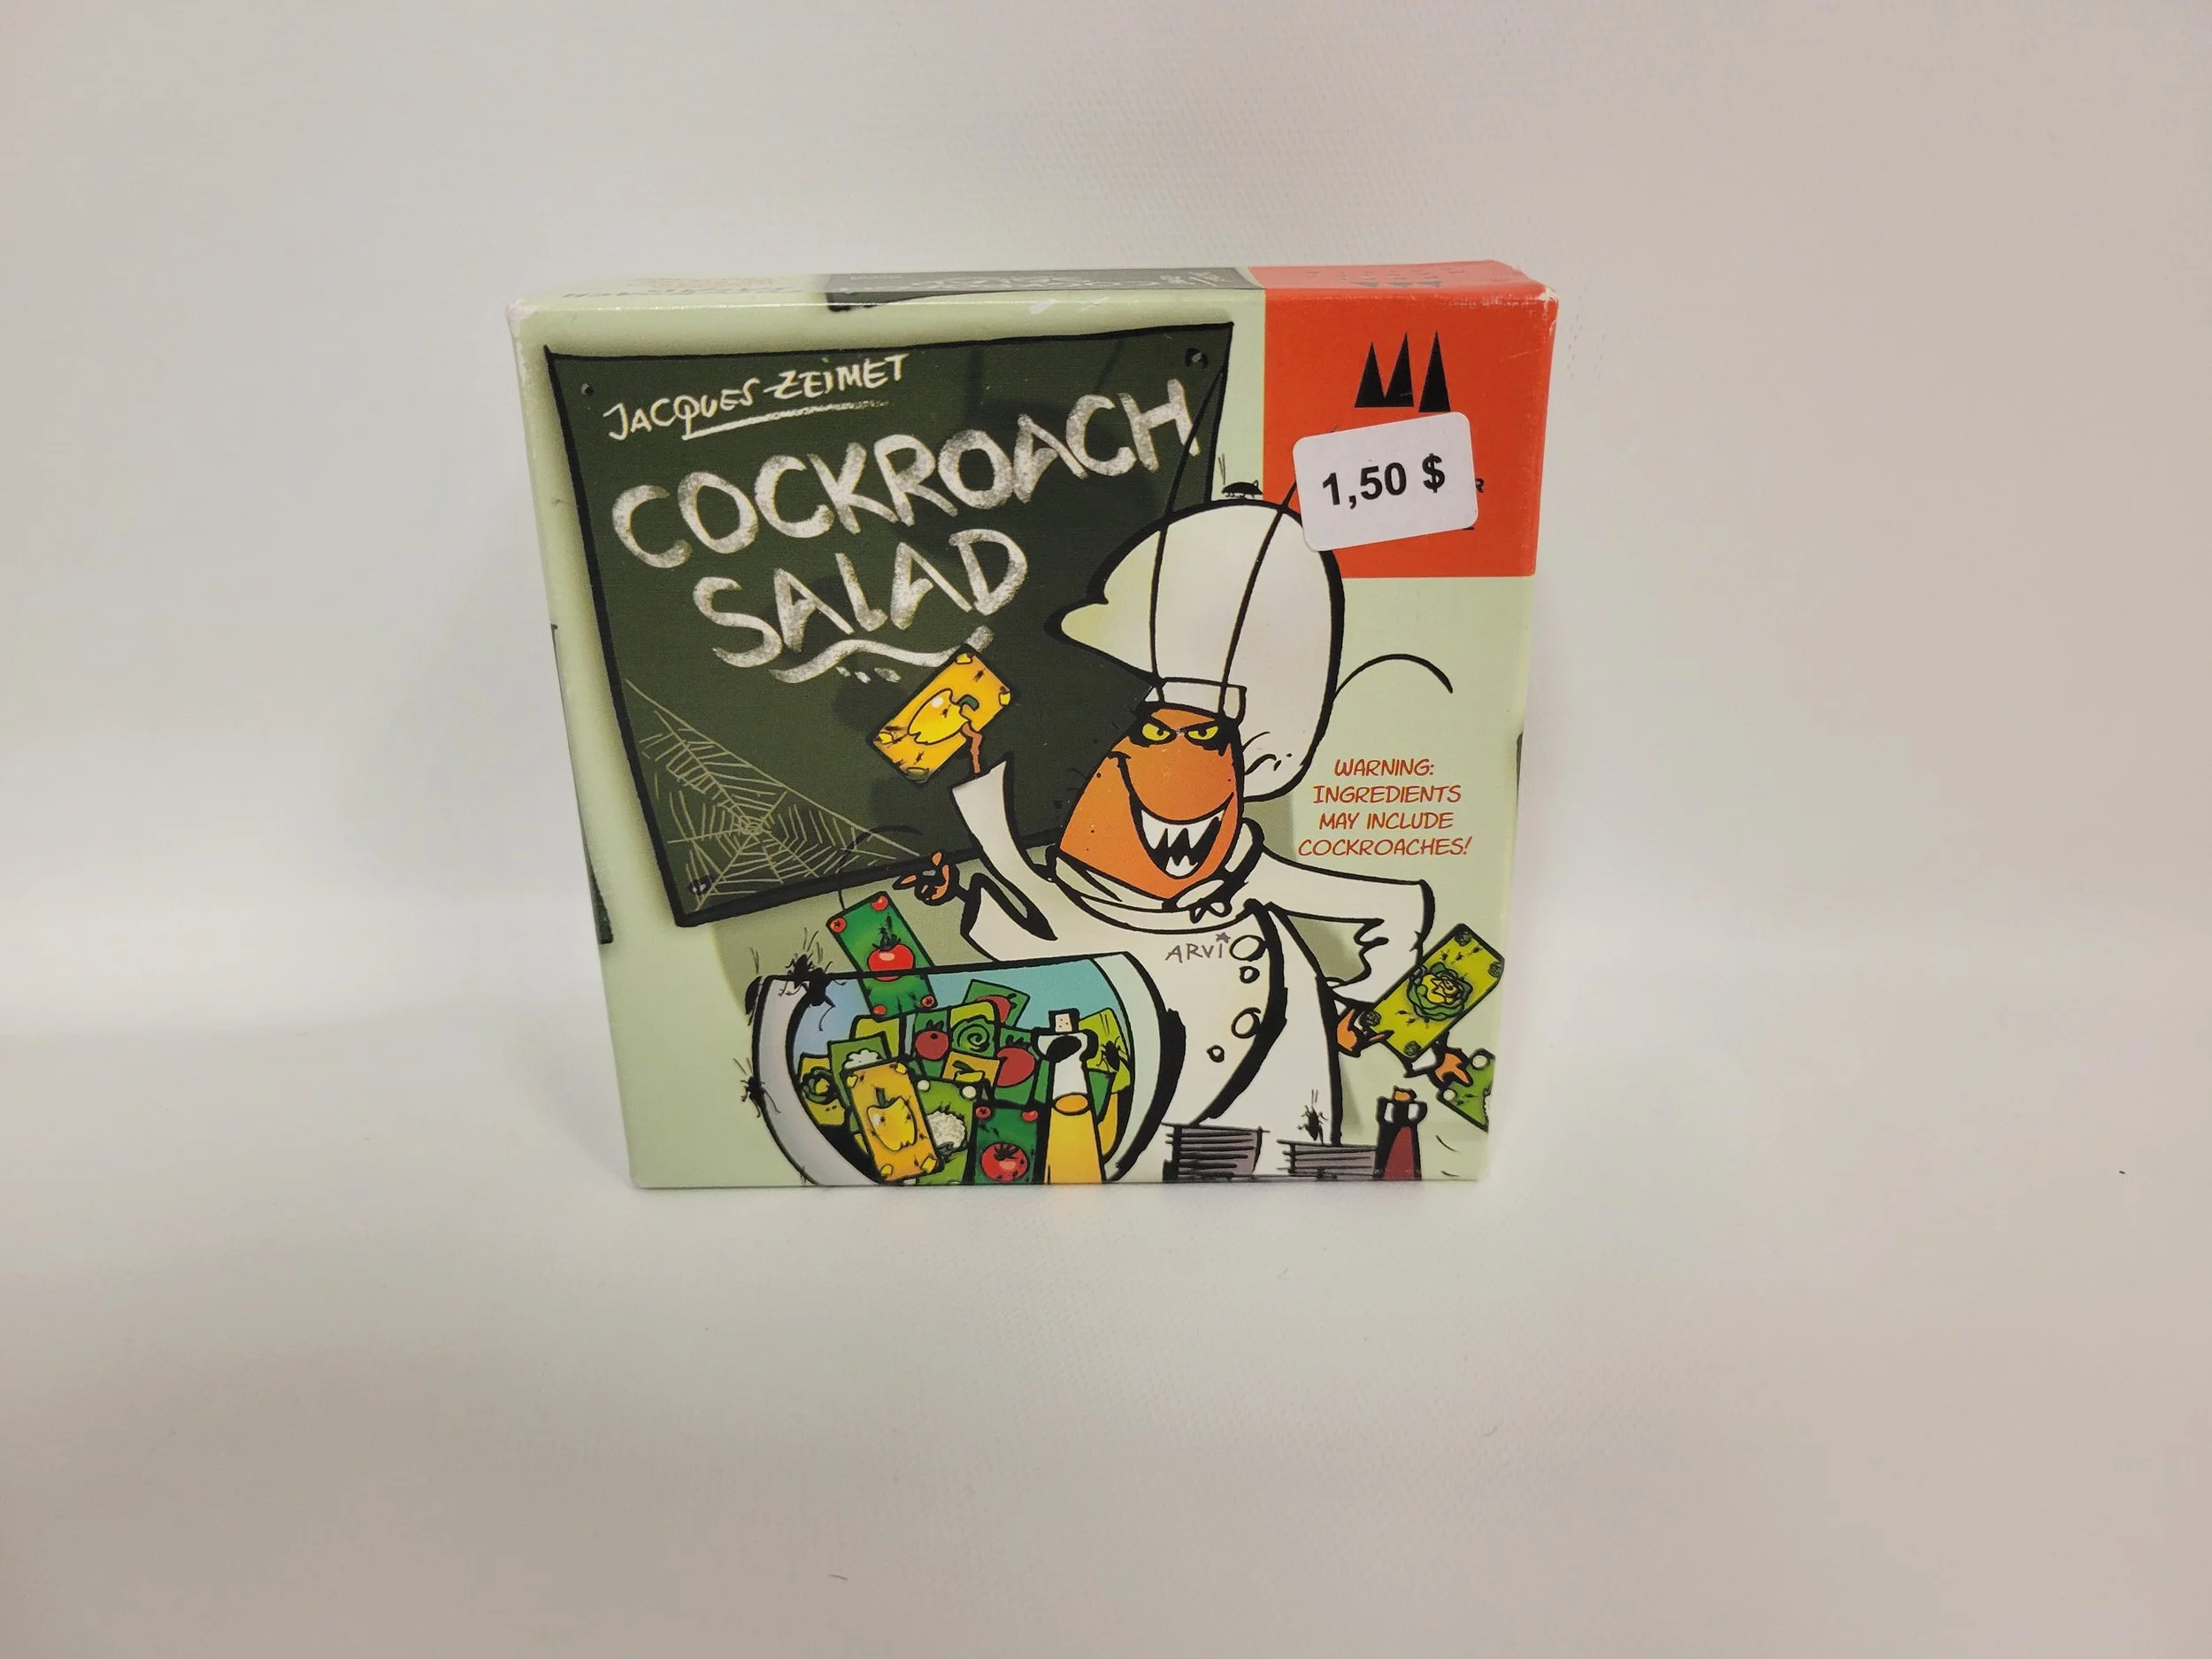 JACQUES ZEIMET
COCKROACH
SALAD
1,50 $
R
WARNING:
INGREDIENTS
MAY INCLUDE
COCKROACHES!
ARVI